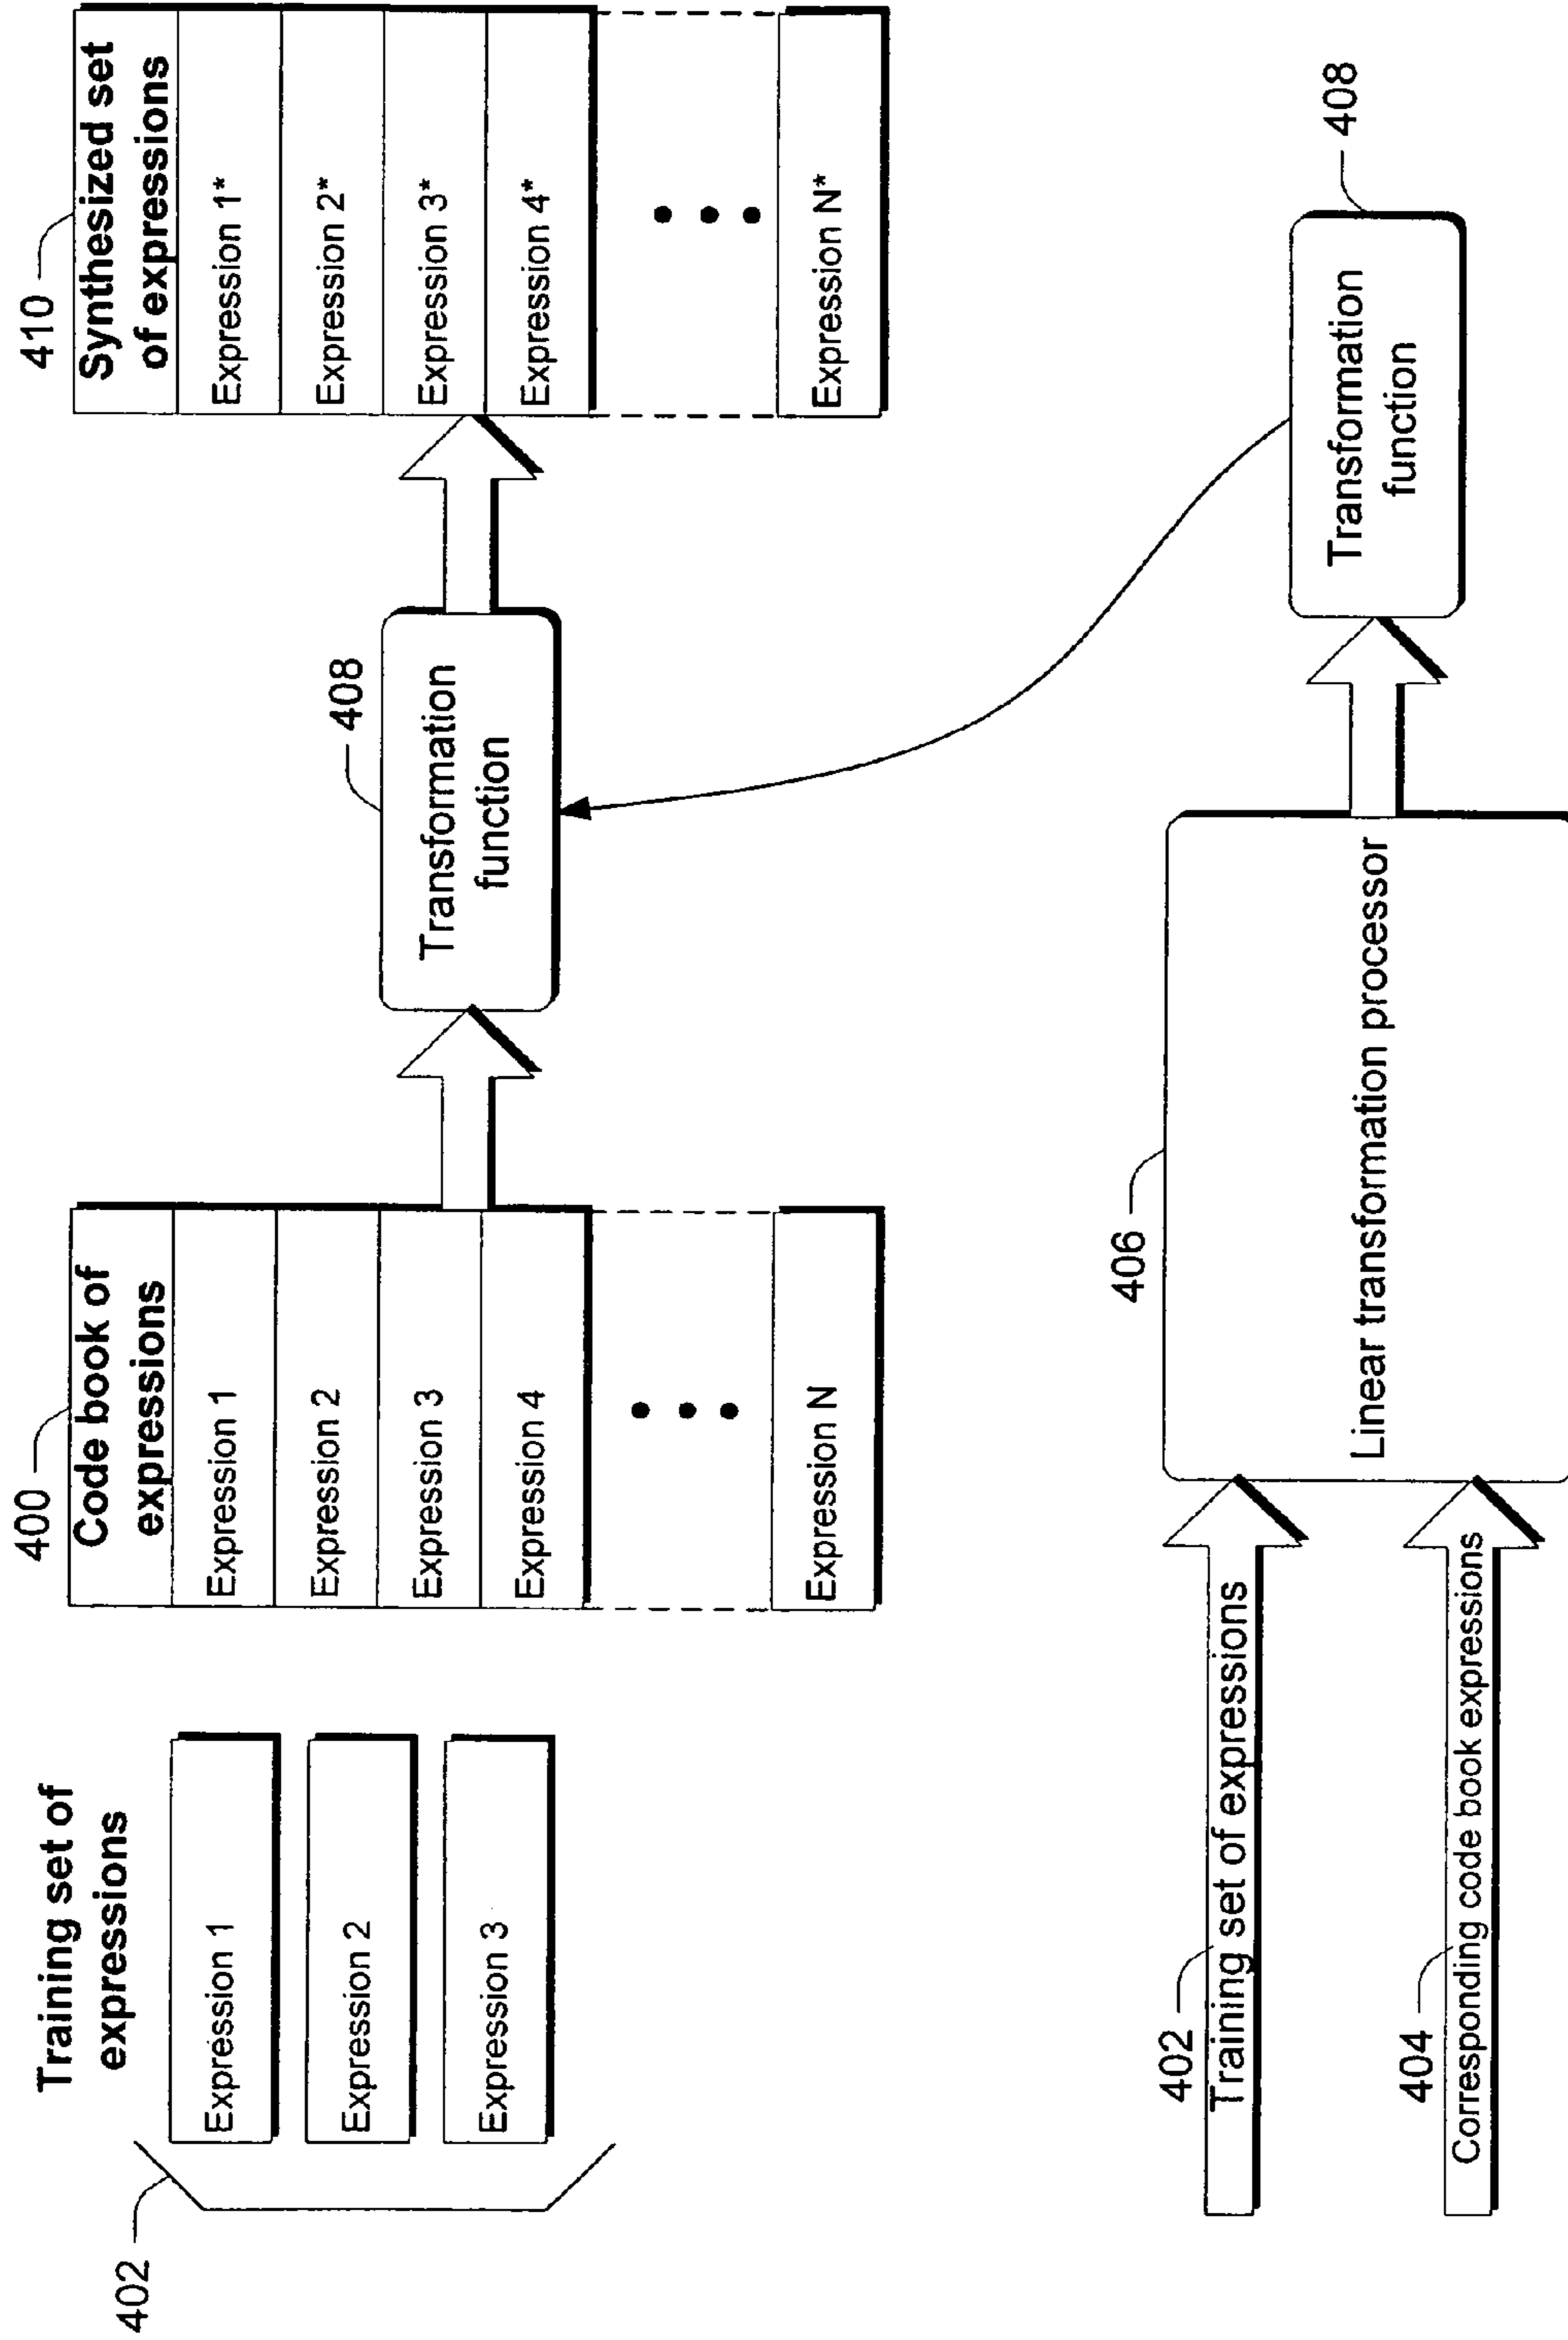 402
Training set of
expressions
Expression 1
Expression 2
Expression 3
400
Code book of
expressions
Expression 1
Expression 2
Expression 3
Expression 4
Expression N
408
Transformation
function
410
Synthesized set
of expressions
Expression 1*
Expression 2*
Expression 3*
Expression 4*
Expression N*
402
Training set of expressions
404
Corresponding code book expressions
406
Linear transformation processor
Transformation
function
408